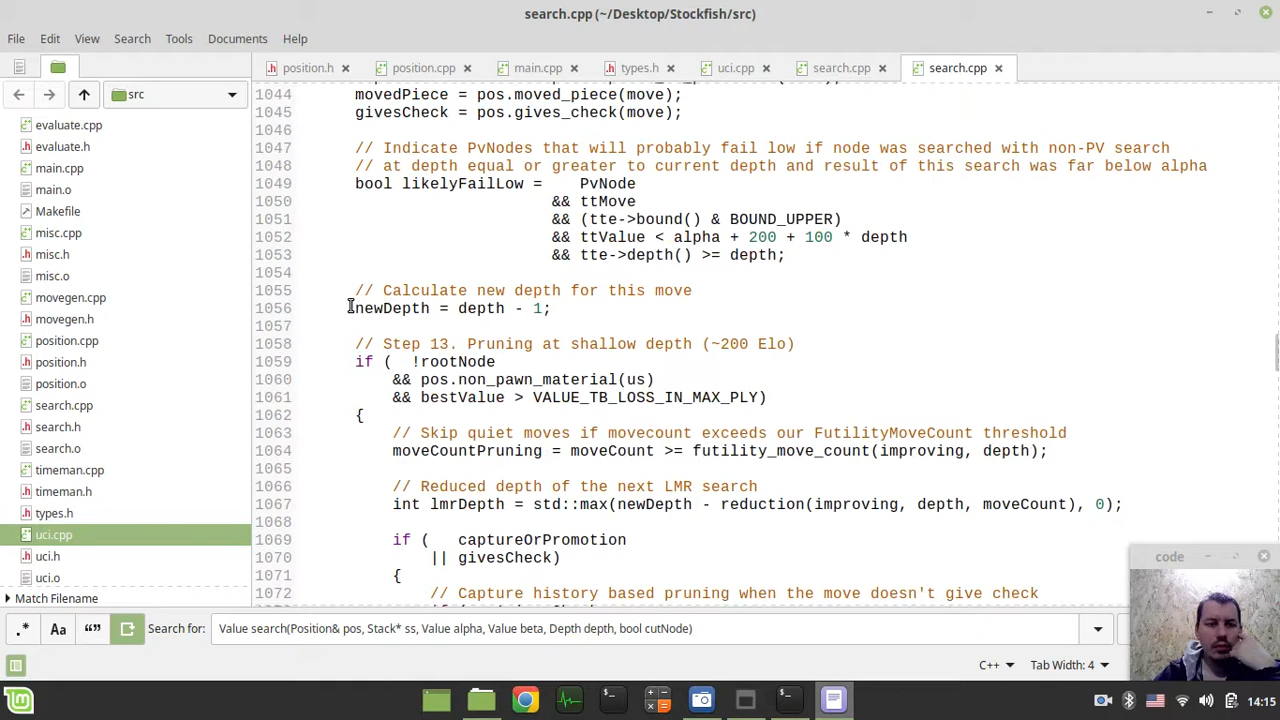 search.cpp (~/Desktop/Stockfish/src)
File Edit View Search Tools Documents Help
position.h position.cpp main.cpp types.h uci.cpp search.cpp search.cpp
src
evaluate.cpp
evaluate.h
main.cpp
main.o
Makefile
misc.cpp
misc.h
misc.o
movegen.cpp
movegen.h
position.cpp
position.h
position.o
search.cpp
search.h
search.o
timeman.cpp
timeman.h
types.h
uci.cpp
uci.h
uci.o
Match Filename
1044 movedPiece = pos.moved_piece(move);
1045 givesCheck = pos.gives_check(move);
1046
1047 // Indicate PvNodes that will probably fail low if node was searched with non-PV search
1048 // at depth equal or greater to current depth and result of this search was far below alpha
1049 bool likelyFailLow =    PvNode
1050 && ttMove
1051 && (tte->bound() & BOUND_UPPER)
1052 && ttValue < alpha + 200 + 100 * depth
1053 && tte->depth() >= depth;
1054
1055 // Calculate new depth for this move
1056 newDepth = depth - 1;
1057
1058 // Step 13. Pruning at shallow depth (~200 Elo)
1059 if (  !rootNode
1060 && pos.non_pawn_material(us)
1061 && bestValue > VALUE_TB_LOSS_IN_MAX_PLY)
1062 {
1063 // Skip quiet moves if movecount exceeds our FutilityMoveCount threshold
1064 moveCountPruning = moveCount >= futility_move_count(improving, depth);
1065
1066 // Reduced depth of the next LMR search
1067 int lmrDepth = std::max(newDepth - reduction(improving, depth, moveCount), 0);
1068
1069 if (   captureOrPromotion
1070 || givesCheck)
1071 {
1072 // Capture history based pruning when the move doesn't give check
code
.* Aa “” Search for: Value search(Position& pos, Stack* ss, Value alpha, Value beta, Depth depth, bool cutNode)
C++ Tab Width: 4
14:15